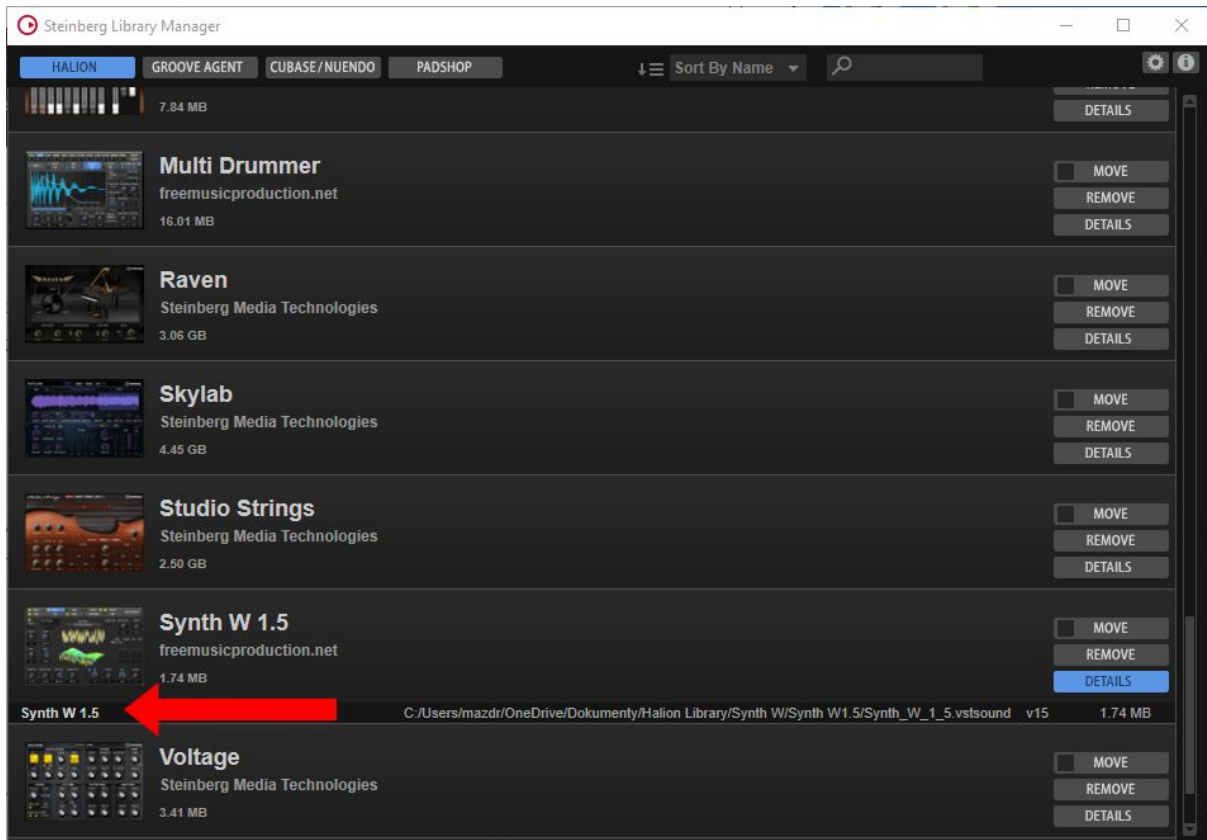 Steinberg Library Manager
HALION GROOVE AGENT CUBASE/NUENDO PADSHOP Sort By Name
7.84 MB
DETAILS
Multi Drummer
freemusicproduction.net
16.01 MB
MOVE
REMOVE
DETAILS
Raven
Steinberg Media Technologies
3.06 GB
MOVE
REMOVE
DETAILS
Skylab
Steinberg Media Technologies
4.45 GB
MOVE
REMOVE
DETAILS
Studio Strings
Steinberg Media Technologies
2.50 GB
MOVE
REMOVE
DETAILS
Synth W 1.5
freemusicproduction.net
1.74 MB
MOVE
REMOVE
DETAILS
Synth W 1.5 C:/Users/mazdr/OneDrive/Dokumenty/Halion Library/Synth W/Synth W1.5/Synth_W_1_5.vstsound v15 1.74 MB
Voltage
Steinberg Media Technologies
3.41 MB
MOVE
REMOVE
DETAILS